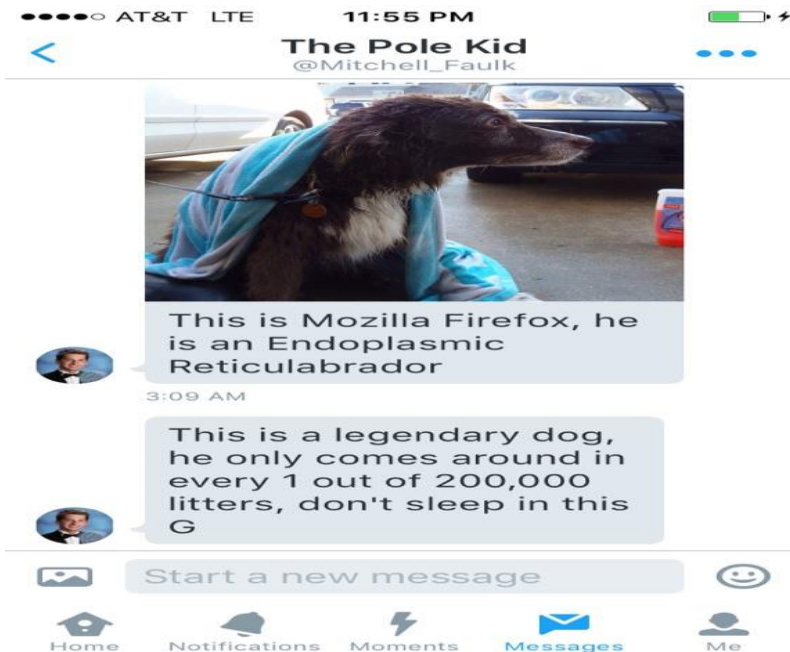 AT&T LTE 11:55 PM
The Pole Kid
@Mitchell_Faulk
This is Mozilla Firefox, he
is an Endoplasmic
Reticulabrador
3:09 AM
This is a legendary dog,
he only comes around in
every 1 out of 200,000
litters, don't sleep in this
G
Start a new message
Home Notifications Moments Messages Me